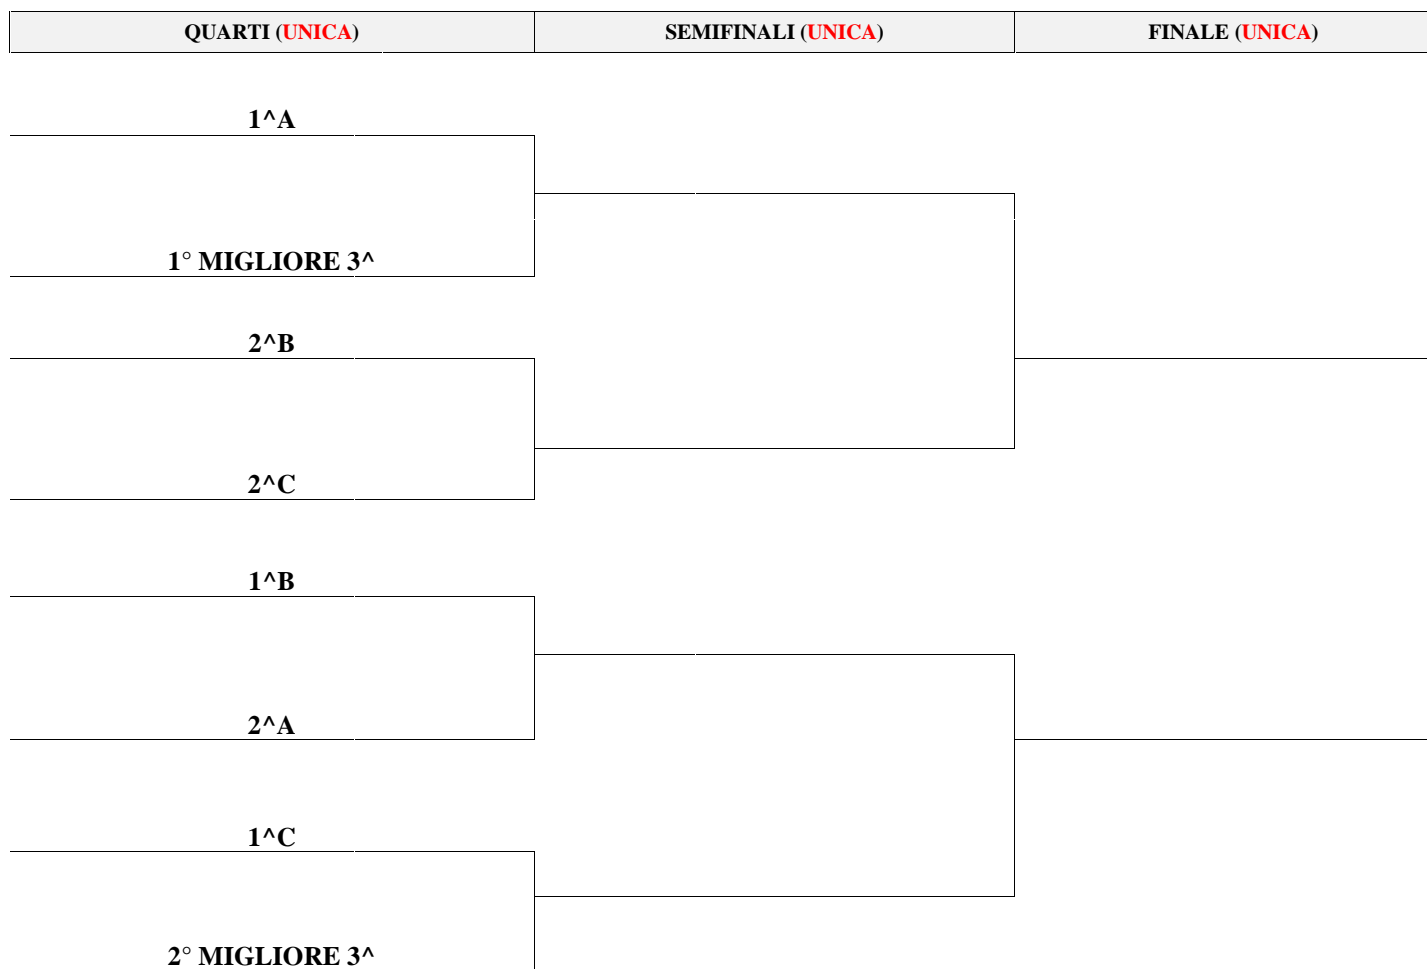 QUARTI (UNICA) SEMIFINALI (UNICA) FINALE (UNICA)
1^A
1° MIGLIORE 3^
2^B
2^C
1^B
2^A
1^C
2° MIGLIORE 3^